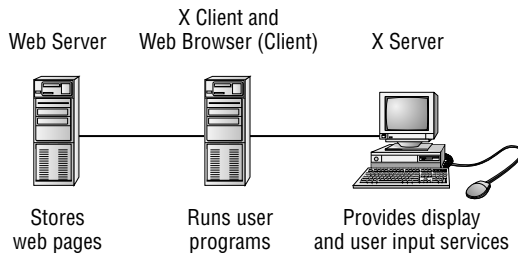 Web Server
X Client and
Web Browser (Client)
X Server
Stores
web pages
Runs user
programs
Provides display
and user input services